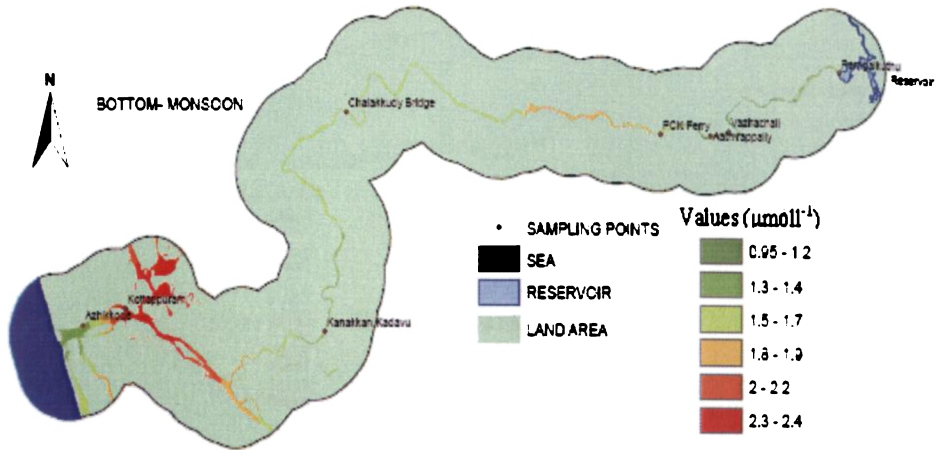 N
BOTTOM- MONSOON
Chalakkudy Bridge
PCK Ferry
Vazhachali
Athirappally
Reservoir
Kottappuram
Azhikkode
Kanakkan Kadavu
SAMPLING POINTS
SEA
RESERVOIR
LAND AREA
Values (µmoll⁻¹)
0.95 - 1.2
1.3 - 1.4
1.5 - 1.7
1.8 - 1.9
2 - 2.2
2.3 - 2.4